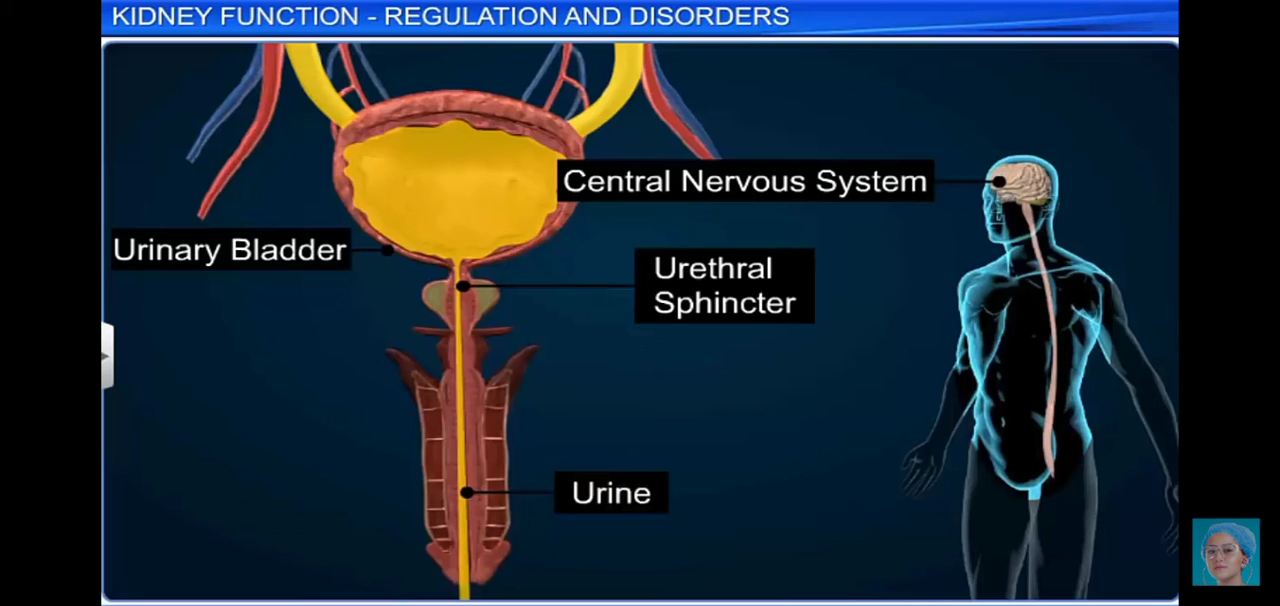 KIDNEY FUNCTION - REGULATION AND DISORDERS
Central Nervous System
Urinary Bladder
Urethral
Sphincter
Urine